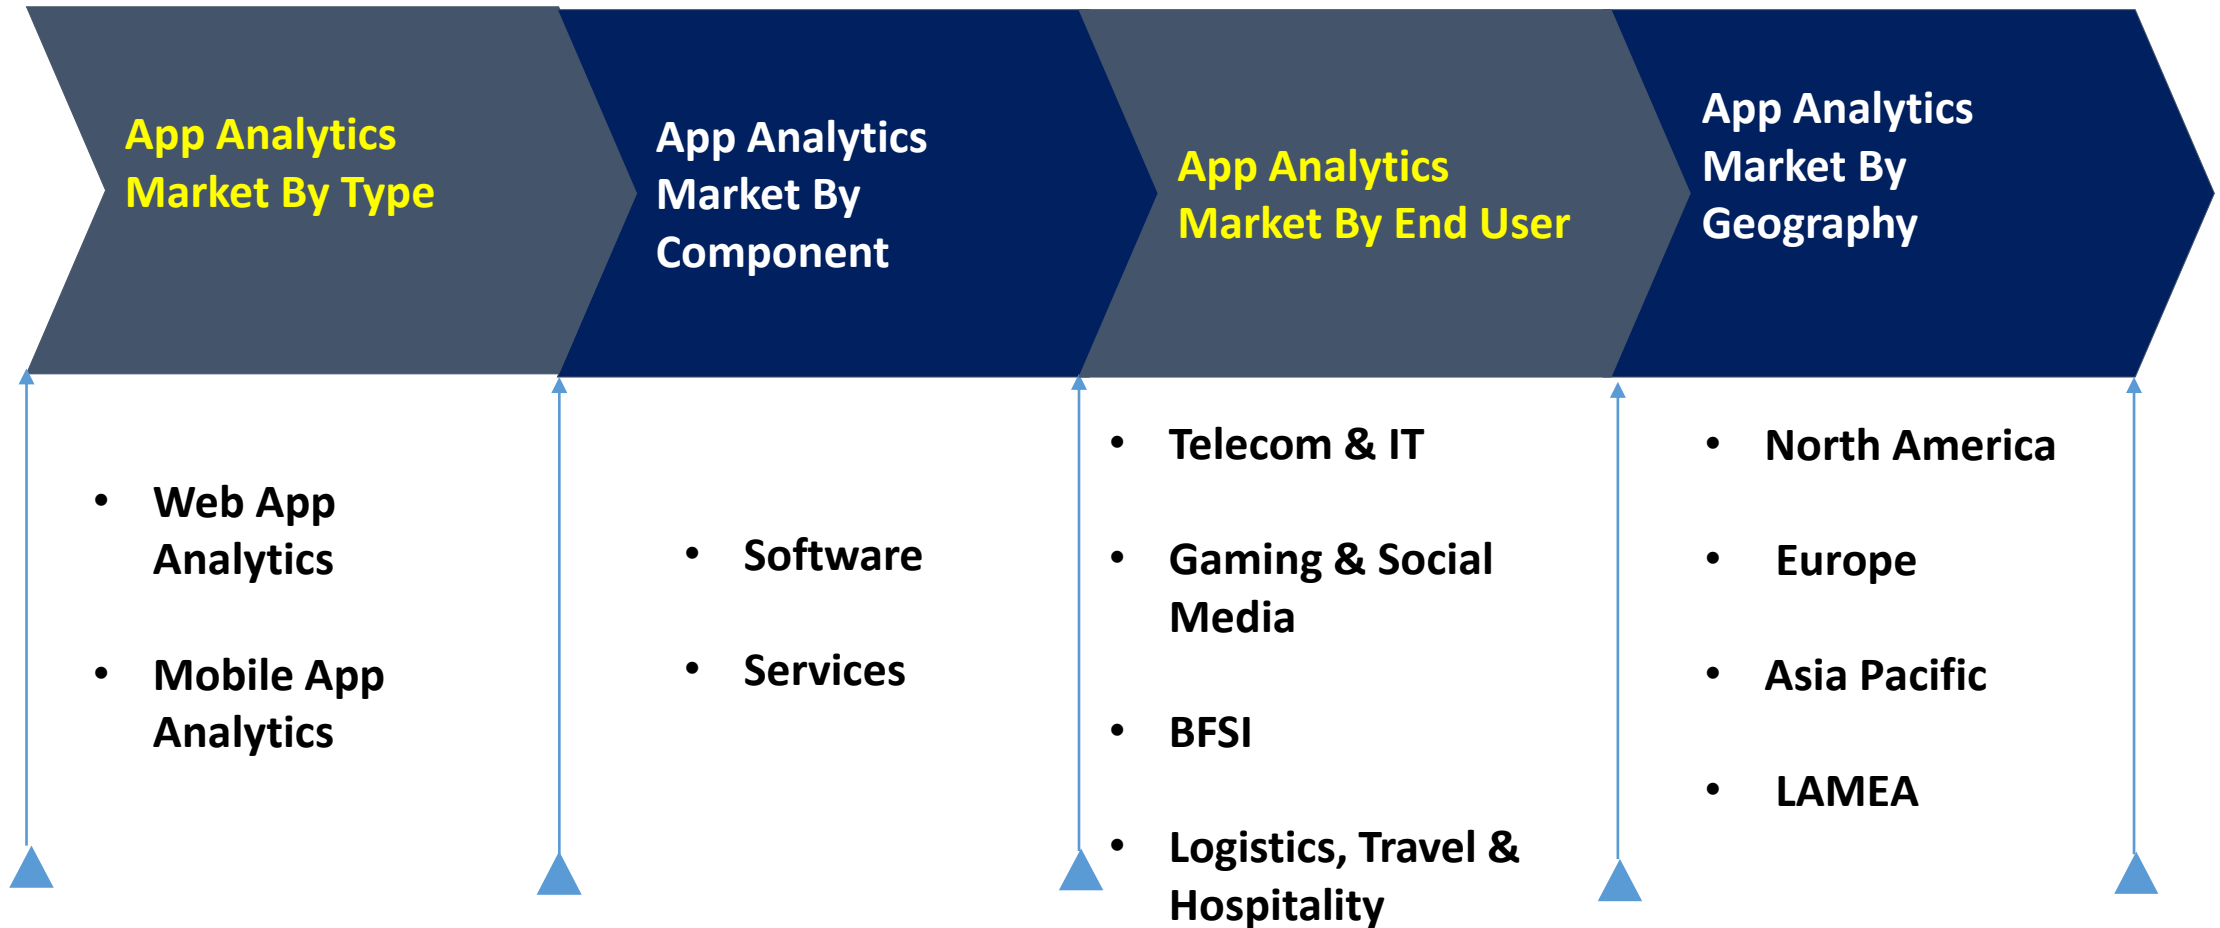 App Analytics
Market By Type
App Analytics
Market By
Component
App Analytics
Market By End User
App Analytics
Market By
Geography
• Web App
Analytics
• Mobile App
Analytics
• Software
• Services
• Telecom & IT
• Gaming & Social
Media
• BFSI
• Logistics, Travel &
Hospitality
• North America
• Europe
• Asia Pacific
• LAMEA